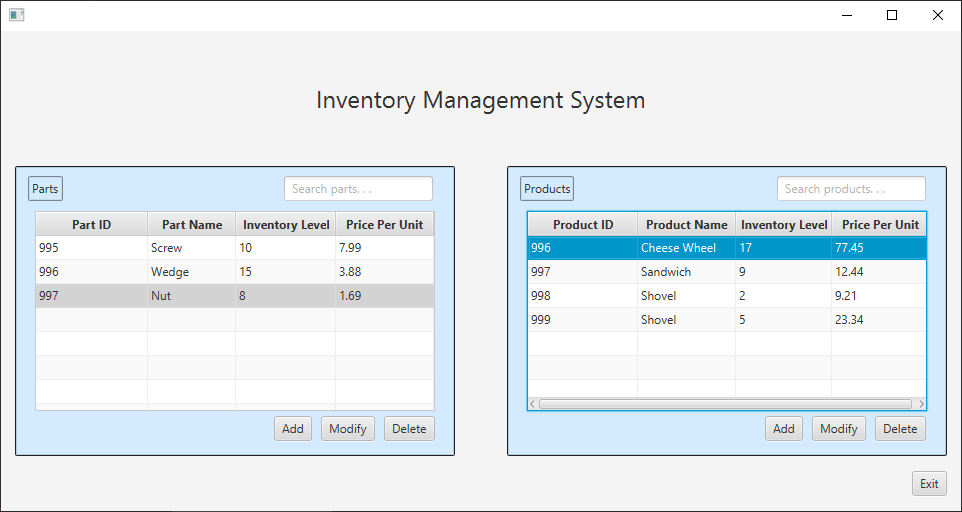 Inventory Management System
Parts
Search parts. . .
Part ID Part Name Inventory Level Price Per Unit
995 Screw 10 7.99
996 Wedge 15 3.88
997 Nut 8 1.69
Add Modify Delete
Products
Search products. . .
Product ID Product Name Inventory Level Price Per Unit
996 Cheese Wheel 17 77.45
997 Sandwich 9 12.44
998 Shovel 2 9.21
999 Shovel 5 23.34
Add Modify Delete
Exit